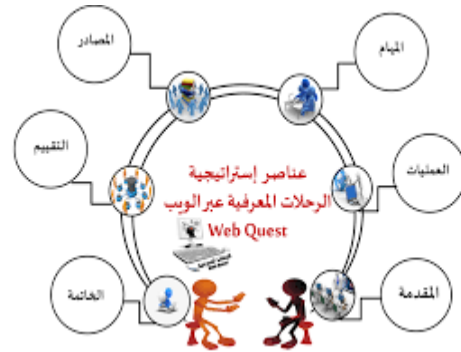 المصادر
المهام
التقييم
العمليات
عناصر إستراتيجية
الرحلات المعرفية عبر الويب
Web Quest
الخاتمة
المقدمة